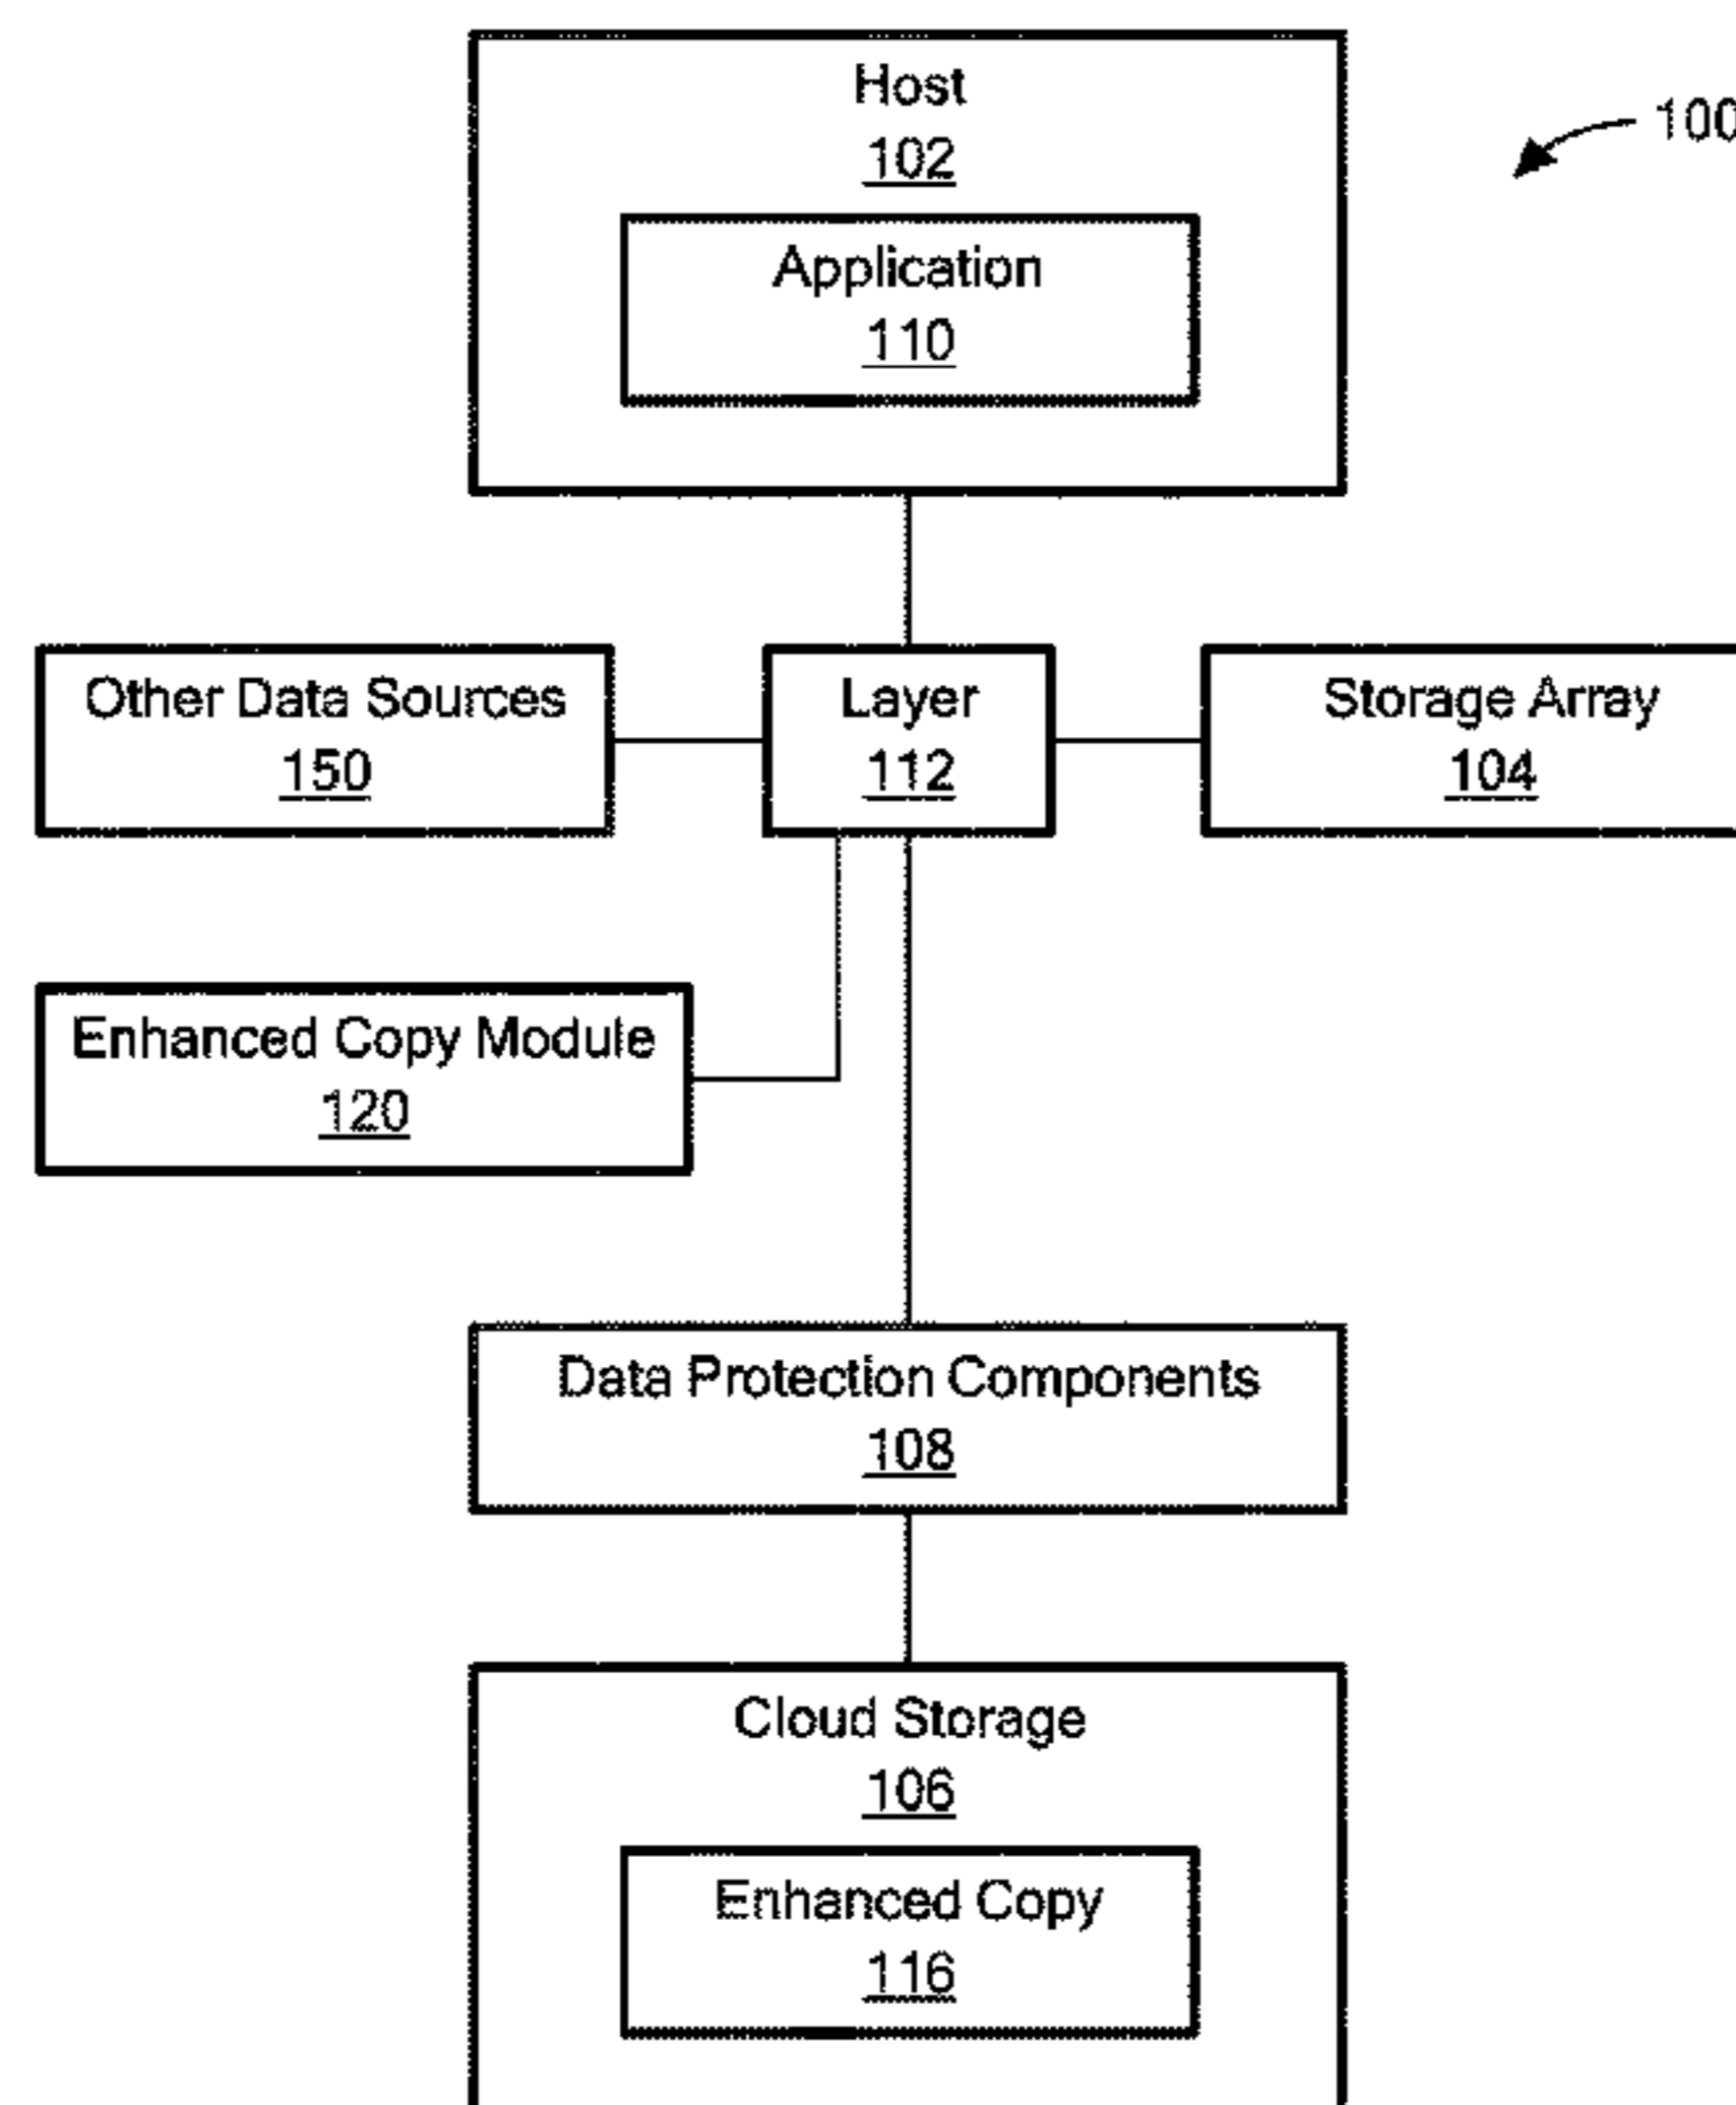 Host
102
100
Application
110
Other Data Sources
150
Layer
112
Storage Array
104
Enhanced Copy Module
120
Data Protection Components
108
Cloud Storage
106
Enhanced Copy
116